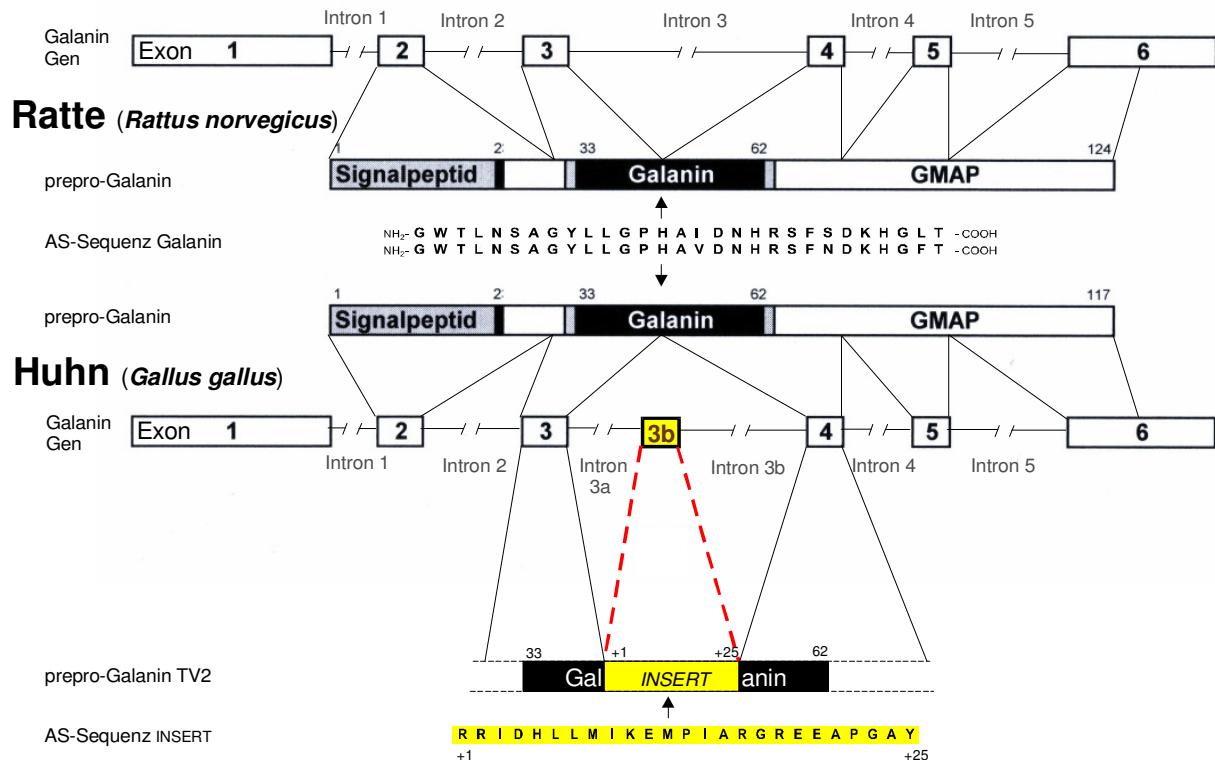 Intron 1 Intron 2 Intron 3 Intron 4 Intron 5
Galanin Gen
Exon 1 2 3 4 5 6
Ratte (Rattus norvegicus)
1 2 33 62 124
prepro-Galanin
Signalpeptid Galanin GMAP
AS-Sequenz Galanin
NH2- G W T L N S A G Y L L G P H A I D N H R S F S D K H G L T -COOH
NH2- G W T L N S A G Y L L G P H A V D N H R S F N D K H G F T -COOH
1 2 33 62 117
prepro-Galanin
Signalpeptid Galanin GMAP
Huhn (Gallus gallus)
Galanin Gen
Exon 1 2 3 3b 4 5 6
Intron 1 Intron 2 Intron 3a Intron 3b Intron 4 Intron 5
33 +1 +25 62
prepro-Galanin TV2
Gal INSERT anin
AS-Sequenz INSERT
R R I D H L L M I K E M P I A R G R E E A P G A Y
+1 +25